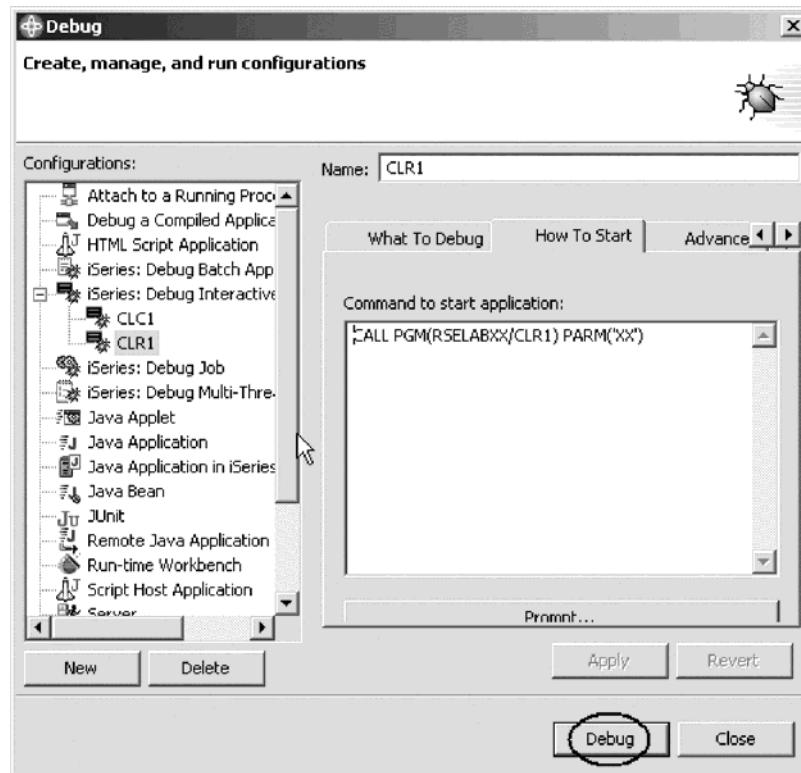 Debug
Create, manage, and run configurations
Configurations:
Attach to a Running Proc
Debug a Compiled Applica
HTML Script Application
iSeries: Debug Batch App
iSeries: Debug Interactive
CLC1
CLR1
iSeries: Debug Job
iSeries: Debug Multi-Thre
Java Applet
Java Application
Java Application in iSeries
Java Bean
JUnit
Remote Java Application
Run-time Workbench
Script Host Application
Server
New
Delete
Name: CLR1
What To Debug
How To Start
Advance
Command to start application:
CALL PGM(RSELABXX/CLR1) PARM('XX')
Prompt...
Apply
Revert
Debug
Close